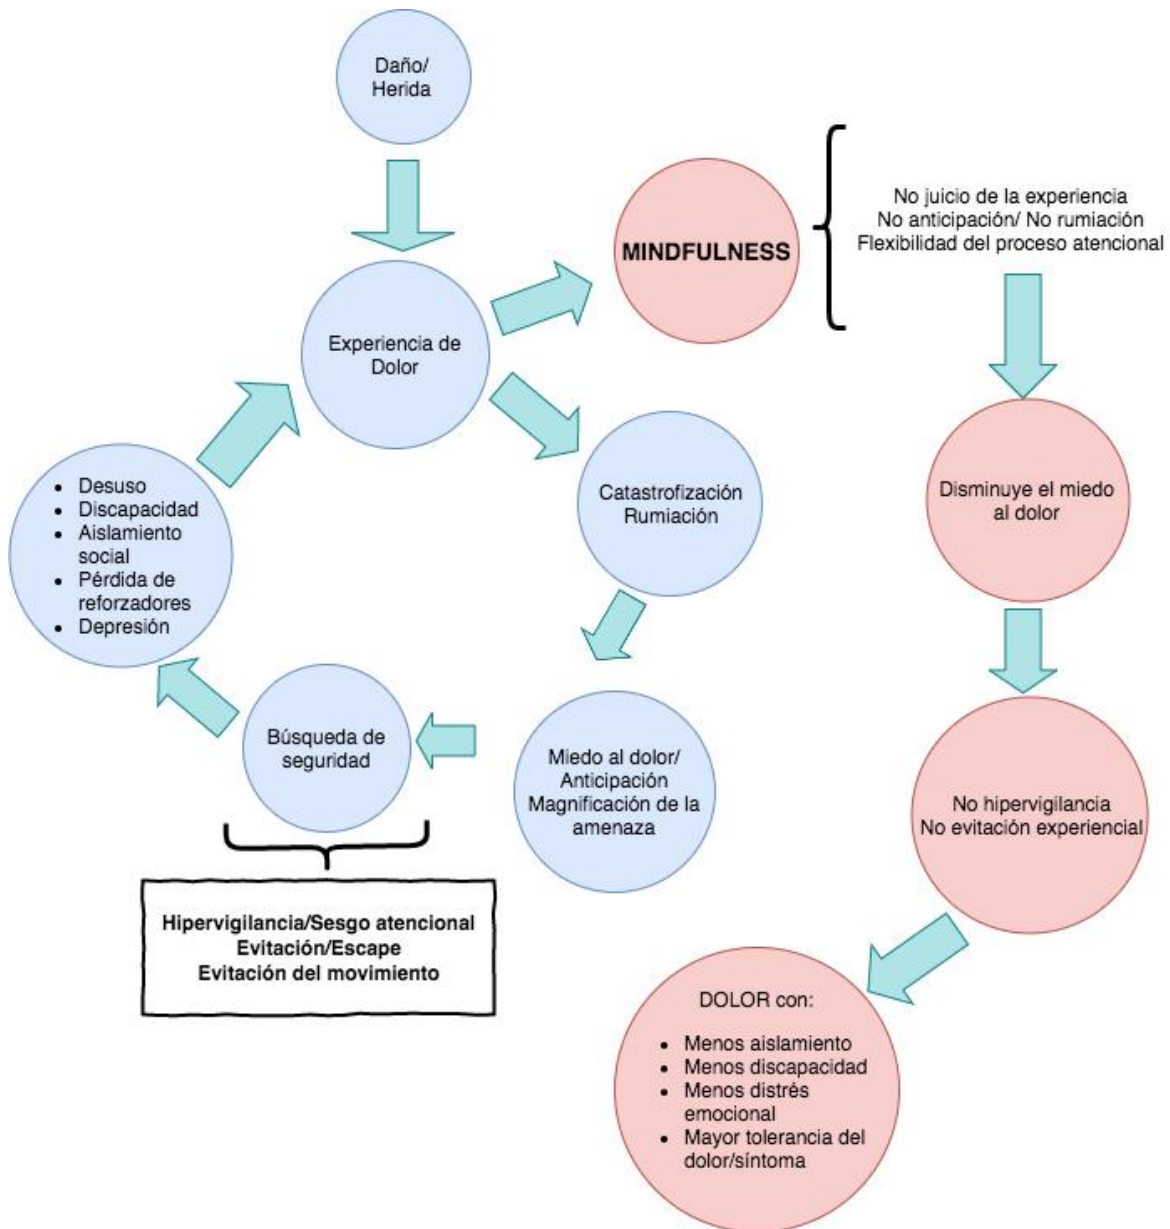 Daño/
Herida
MINDFULNESS
No juicio de la experiencia
No anticipación/ No rumiación
Flexibilidad del proceso atencional
Experiencia de
Dolor
Catastrofización
Rumiación
Disminuye el miedo
al dolor
• Desuso
• Discapacidad
• Aislamiento
social
• Pérdida de
reforzadores
• Depresión
Búsqueda de
seguridad
Miedo al dolor/
Anticipación
Magnificación de la
amenaza
No hipervigilancia
No evitación experiencial
Hipervigilancia/Sesgo atencional
Evitación/Escape
Evitación del movimiento
DOLOR con:
• Menos aislamiento
• Menos discapacidad
• Menos distrés
emocional
• Mayor tolerancia del
dolor/síntoma